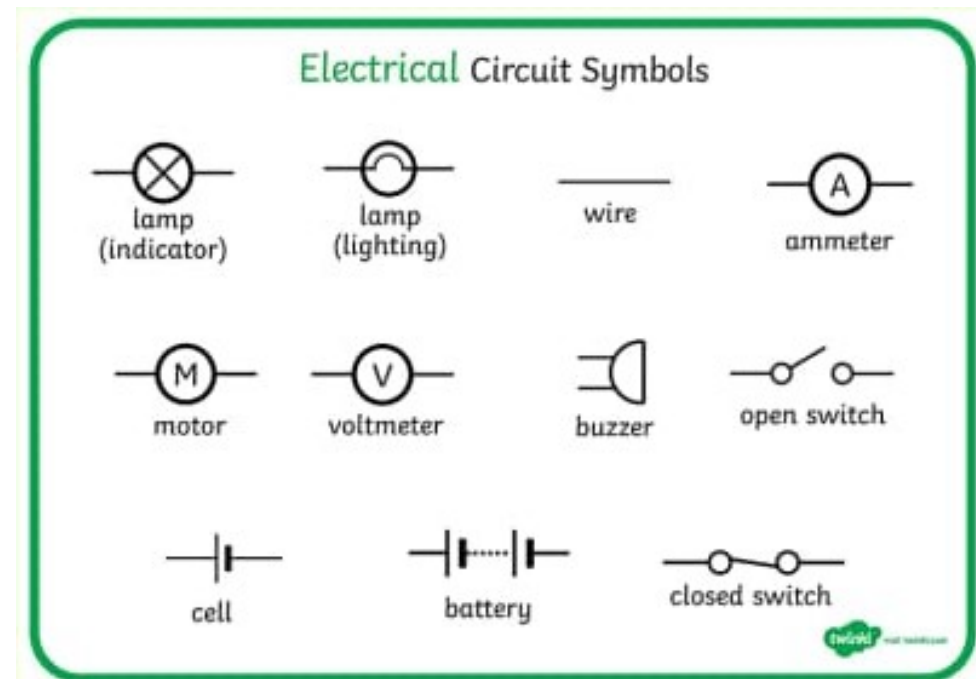 Electrical Circuit Symbols
lamp
(indicator)
lamp
(lighting)
wire
A
ammeter
M
motor
V
voltmeter
buzzer
open switch
cell
battery
closed switch
twinkl